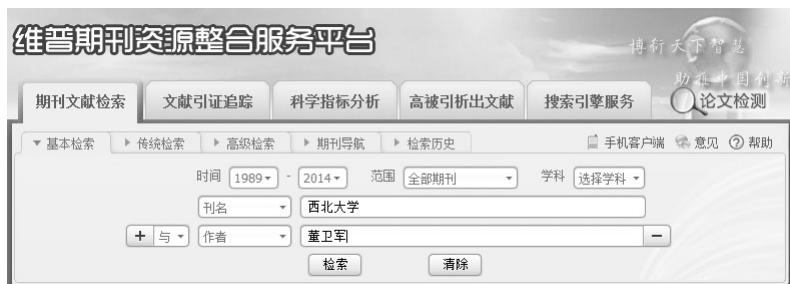 维普期刊资源整合服务平台
博衍天下智慧
助推中国创新
期刊文献检索 文献引证追踪 科学指标分析 高被引析出文献 搜索引擎服务 论文检测
基本检索 传统检索 高级检索 期刊导航 检索历史 手机客户端 意见 ? 帮助
时间 1989 - 2014 范围 全部期刊 学科 选择学科
刊名 西北大学
+ 与 作者 董卫军 −
检索 清除